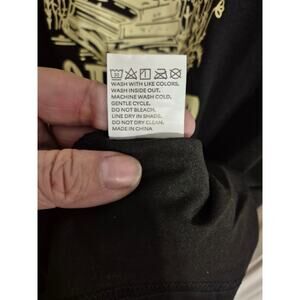 WASH WITH LIKE COLORS.
WASH INSIDE OUT.
MACHINE WASH COLD,
GENTLE CYCLE.
DO NOT BLEACH.
LINE DRY IN SHADE.
DO NOT DRY CLEAN.
MADE IN CHINA